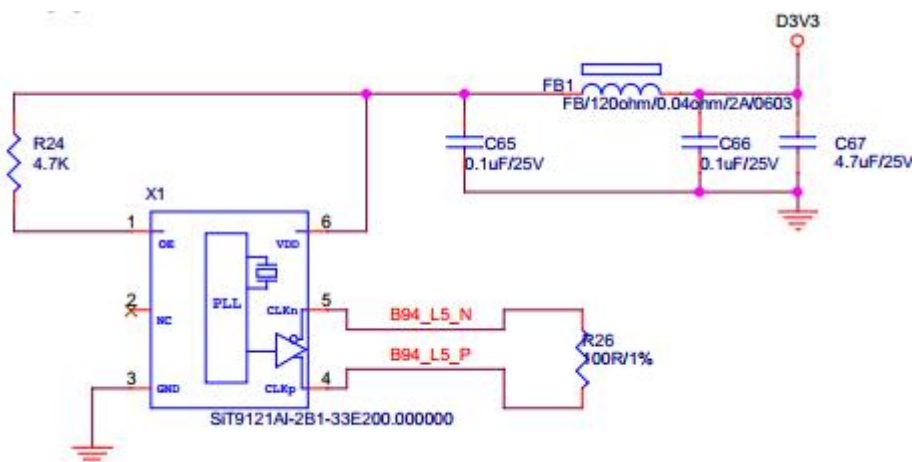 D3V3
FB1
FB/120ohm/0.04ohm/2A/0603
R24
4.7K
C65
0.1uF/25V
C66
0.1uF/25V
C67
4.7uF/25V
X1
1
6
OE
VDD
PLL
2
NC
5
CLKn
B94_L5_N
R26
100R/1%
B94_L5_P
3
GND
4
CLKp
SiT9121AI-2B1-33E200.000000